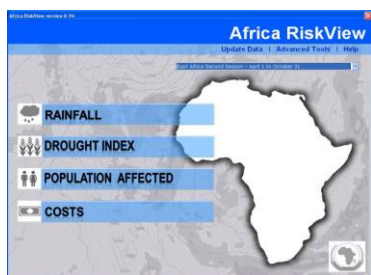 Africa RiskView version 0.94
Africa RiskView
Update Data | Advanced Tools | Help
East Africa Second Season - April 1 to October 31
RAINFALL
DROUGHT INDEX
POPULATION AFFECTED
COSTS